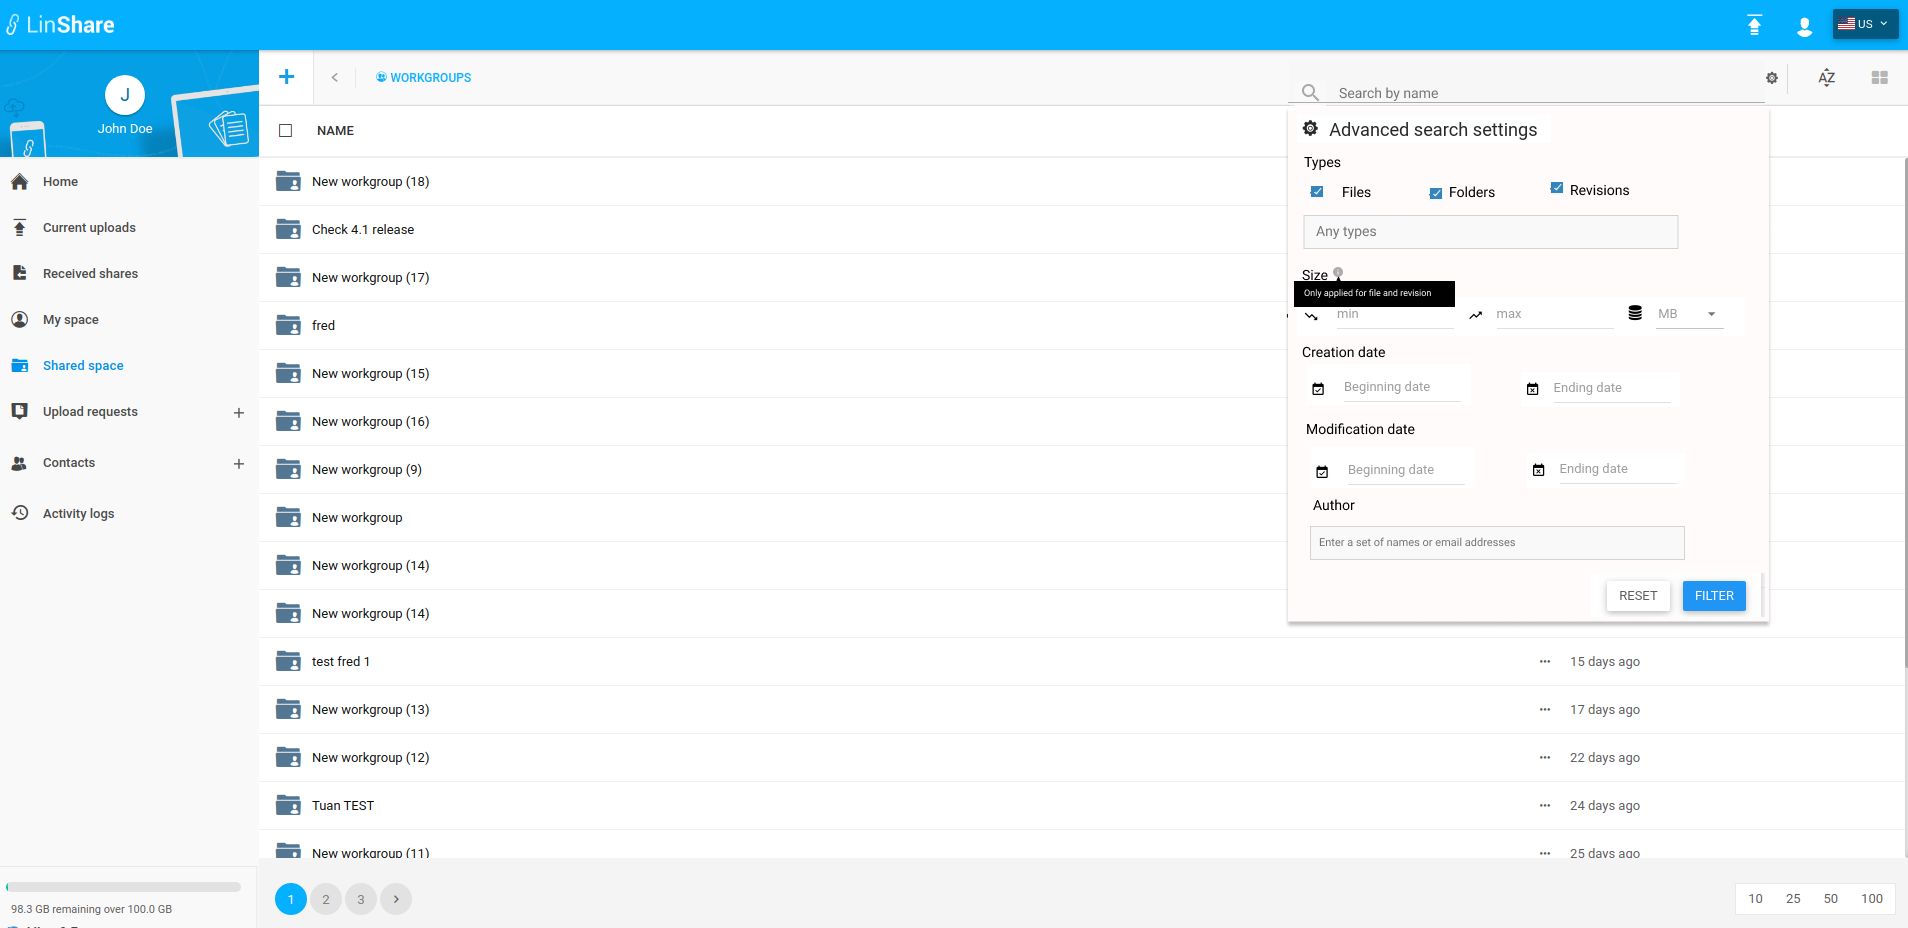 LinShare
US
J
John Doe
Home
Current uploads
Received shares
My space
Shared space
Upload requests
Contacts
Activity logs
98.3 GB remaining over 100.0 GB
WORKGROUPS
Search by name
AZ
NAME
New workgroup (18)
Check 4.1 release
New workgroup (17)
fred
New workgroup (15)
New workgroup (16)
New workgroup (9)
New workgroup
New workgroup (14)
New workgroup (14)
test fred 1
15 days ago
New workgroup (13)
17 days ago
New workgroup (12)
22 days ago
Tuan TEST
24 days ago
New workgroup (11)
25 days ago
Advanced search settings
Types
Files
Folders
Revisions
Any types
Size
Only applied for file and revision
min
max
MB
Creation date
Beginning date
Ending date
Modification date
Beginning date
Ending date
Author
Enter a set of names or email addresses
RESET
FILTER
1
2
3
10
25
50
100